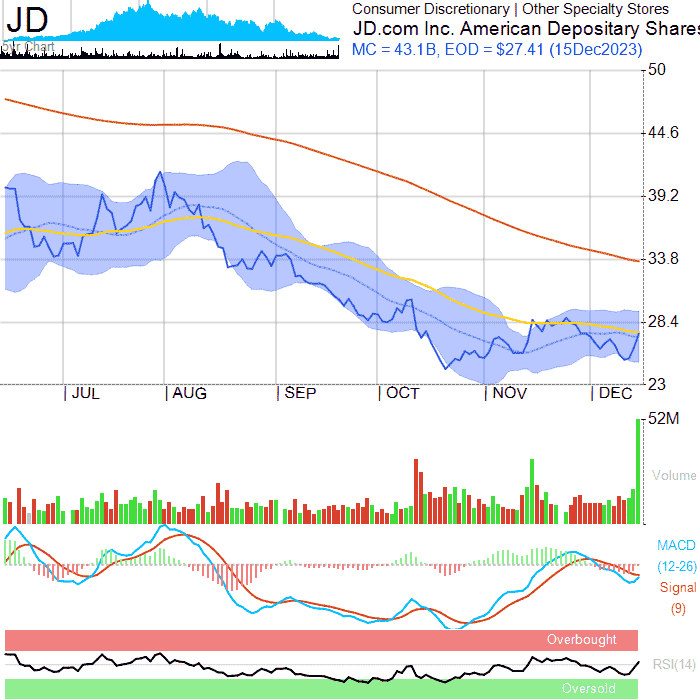 JD
Consumer Discretionary | Other Specialty Stores
JD.com Inc. American Depositary Shares
MC = 43.1B, EOD = $27.41 (15Dec2023)
Chart
50
44.6
39.2
33.8
28.4
23
JUL
AUG
SEP
OCT
NOV
DEC
52M
Volume
MACD
(12-26)
Signal
(9)
Overbought
RSI(14)
Oversold